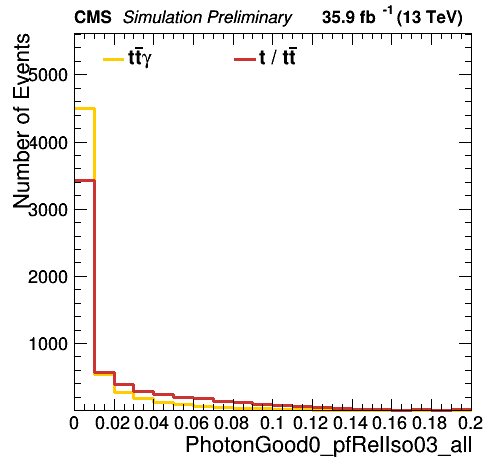 CMS Simulation Preliminary 35.9 fb⁻¹ (13 TeV)
Number of Events
tt̄γ
t / tt̄
5000
4000
3000
2000
1000
0 0.02 0.04 0.06 0.08 0.1 0.12 0.14 0.16 0.18 0.2
PhotonGood0_pfRelIso03_all